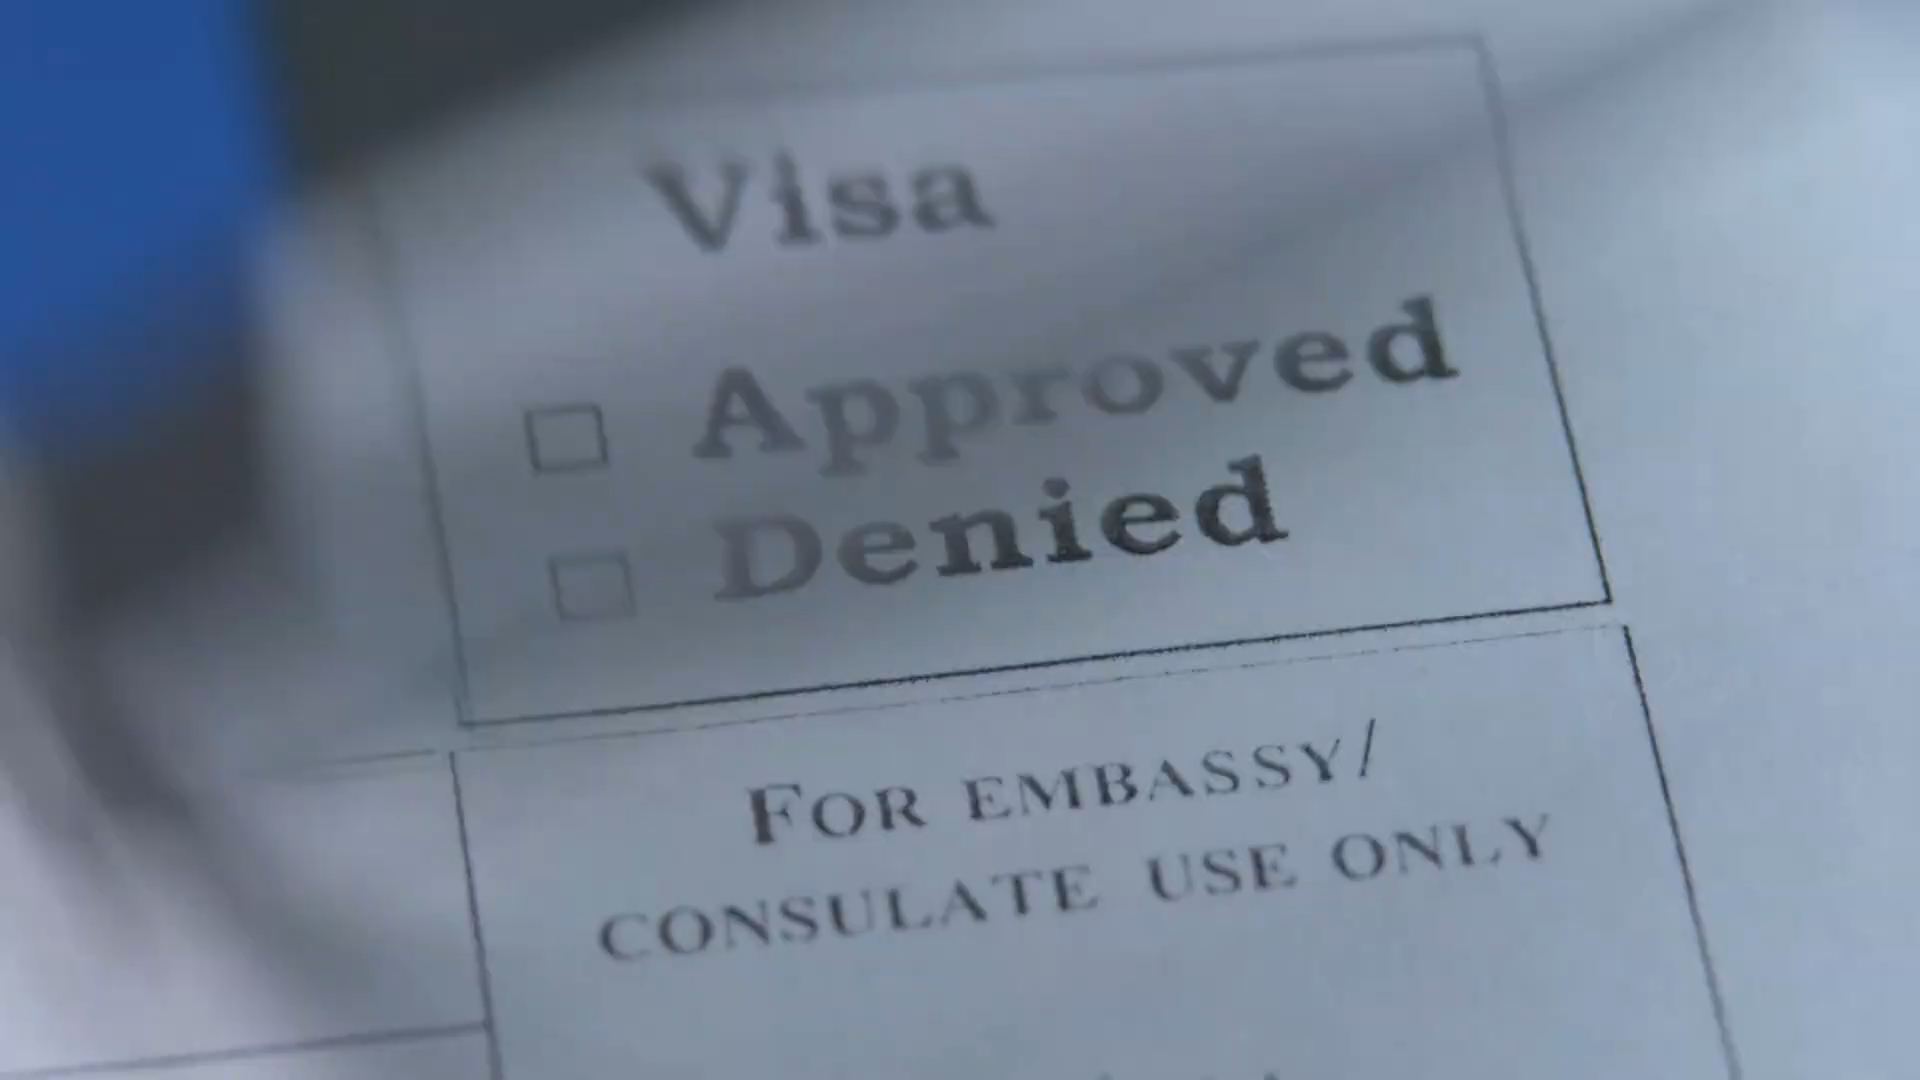 Visa
Approved
Denied
FOR EMBASSY/
CONSULATE USE ONLY